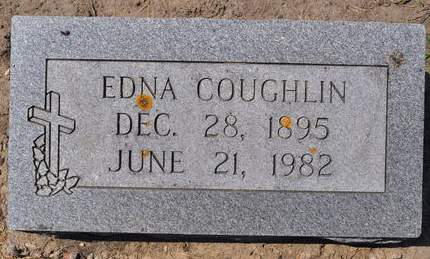 EDNA COUGHLIN
DEC. 28, 1895
JUNE 21, 1982